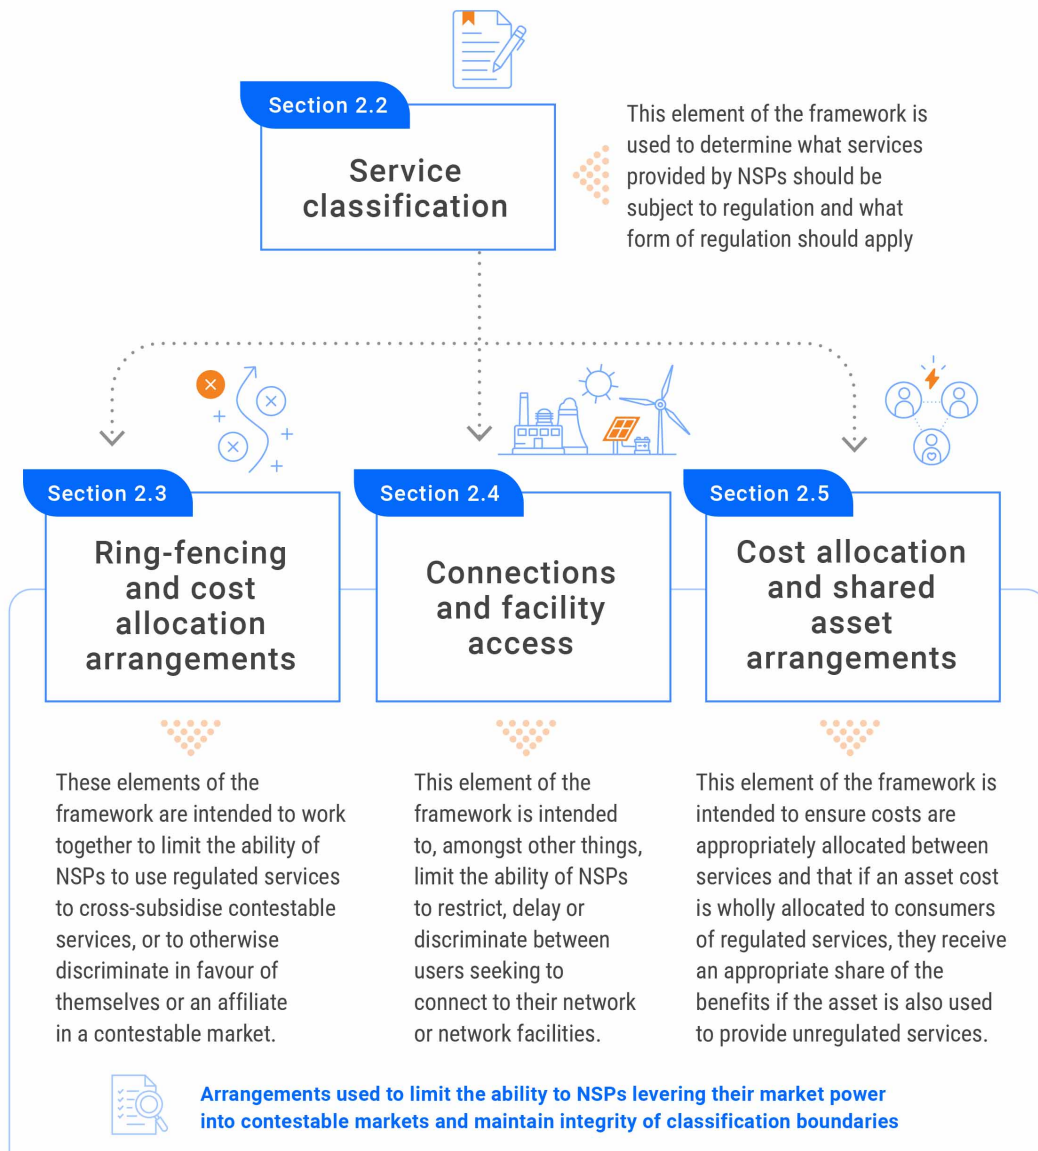 Section 2.2
Service
classification
This element of the framework is
used to determine what services
provided by NSPs should be
subject to regulation and what
form of regulation should apply
Section 2.3
Ring-fencing
and cost
allocation
arrangements
These elements of the
framework are intended to work
together to limit the ability of
NSPs to use regulated services
to cross-subsidise contestable
services, or to otherwise
discriminate in favour of
themselves or an affiliate
in a contestable market.
Section 2.4
Connections
and facility
access
This element of the
framework is intended
to, amongst other things,
limit the ability of NSPs
to restrict, delay or
discriminate between
users seeking to
connect to their network
or network facilities.
Section 2.5
Cost allocation
and shared
asset
arrangements
This element of the framework is
intended to ensure costs are
appropriately allocated between
services and that if an asset cost
is wholly allocated to consumers
of regulated services, they receive
an appropriate share of the
benefits if the asset is also used
to provide unregulated services.
Arrangements used to limit the ability to NSPs levering their market power
into contestable markets and maintain integrity of classification boundaries